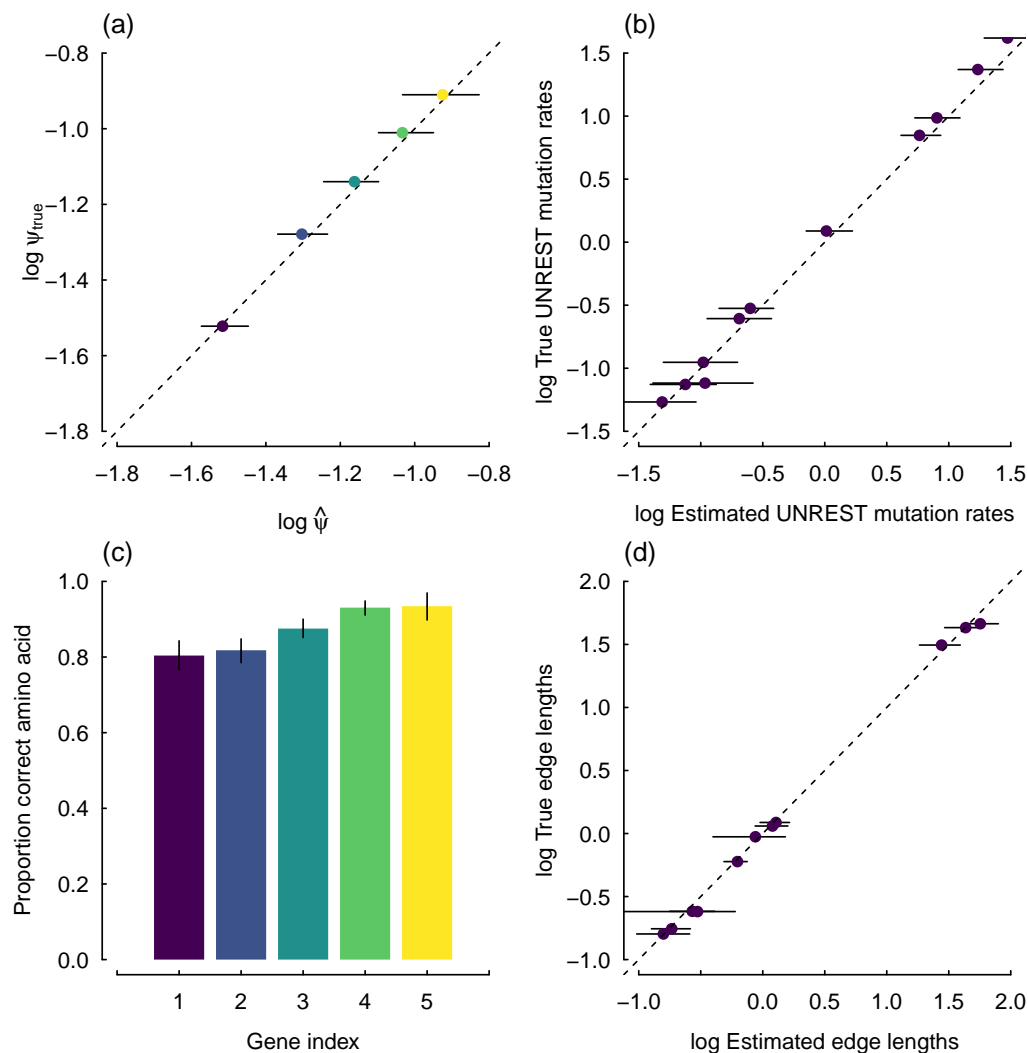 (a)
−0.8
−1.0
−1.2
−1.4
−1.6
−1.8
log ψtrue
−1.8 −1.6 −1.4 −1.2 −1.0 −0.8
log ψ̂
(b)
1.5
1.0
0.5
0.0
−0.5
−1.0
−1.5
log True UNREST mutation rates
−1.5 −0.5 0.0 0.5 1.0 1.5
log Estimated UNREST mutation rates
(c)
1.0
0.8
0.6
0.4
0.2
0.0
Proportion correct amino acid
1 2 3 4 5
Gene index
(d)
2.0
1.5
1.0
0.5
0.0
−0.5
−1.0
log True edge lengths
−1.0 0.0 0.5 1.0 1.5 2.0
log Estimated edge lengths